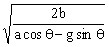 √(2b / (a cos θ – g sin θ))